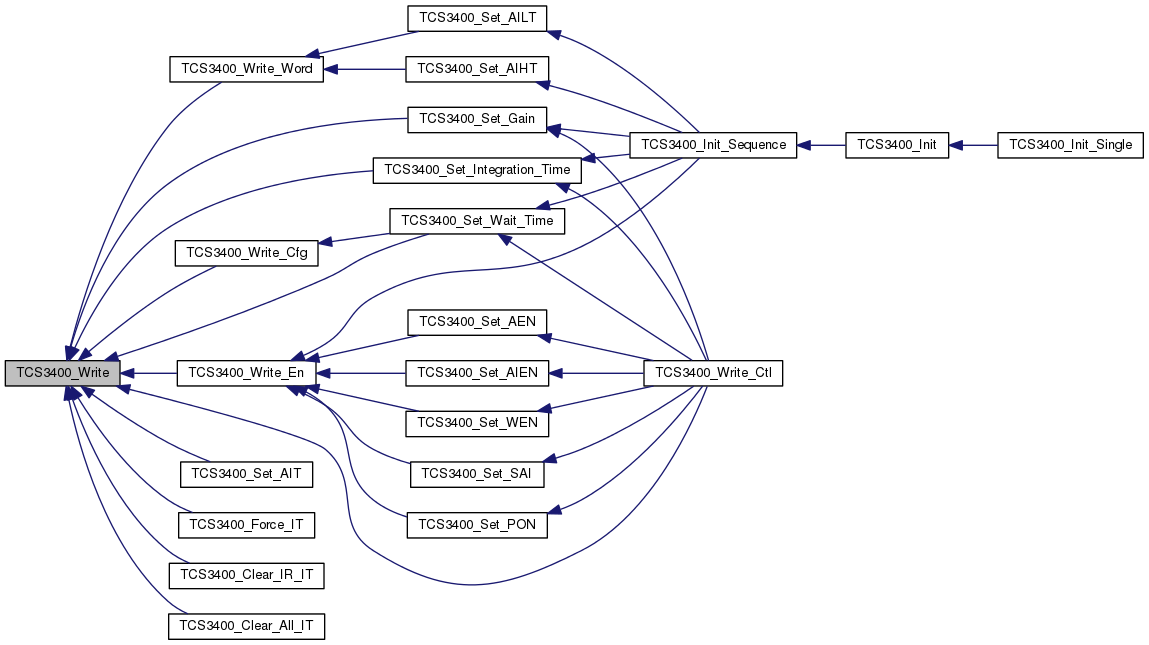 TCS3400_Set_AILT
TCS3400_Write_Word
TCS3400_Set_AIHT
TCS3400_Set_Gain
TCS3400_Init_Sequence
TCS3400_Init
TCS3400_Init_Single
TCS3400_Set_Integration_Time
TCS3400_Set_Wait_Time
TCS3400_Write_Cfg
TCS3400_Set_AEN
TCS3400_Write
TCS3400_Write_En
TCS3400_Set_AIEN
TCS3400_Write_Ctl
TCS3400_Set_WEN
TCS3400_Set_AIT
TCS3400_Set_SAI
TCS3400_Force_IT
TCS3400_Set_PON
TCS3400_Clear_IR_IT
TCS3400_Clear_All_IT